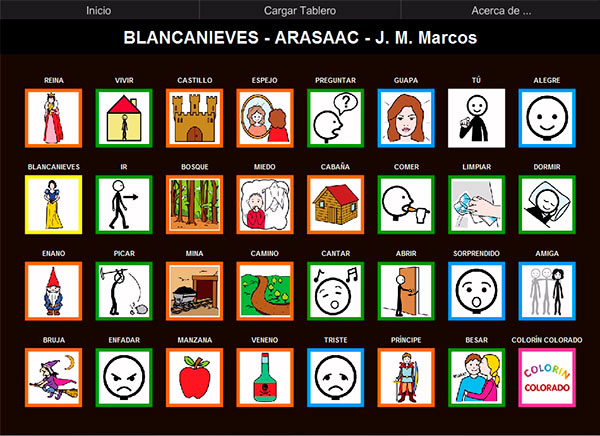 Inicio Cargar Tablero Acerca de ...
BLANCANIEVES - ARASAAC - J. M. Marcos
REINA VIVIR CASTILLO ESPEJO PREGUNTAR GUAPA TÚ ALEGRE
?
BLANCANIEVES IR BOSQUE MIEDO CABAÑA COMER LIMPIAR DORMIR
ENANO PICAR MINA CAMINO CANTAR ABRIR SORPRENDIDO AMIGA
BRUJA ENFADAR MANZANA VENENO TRISTE PRÍNCIPE BESAR COLORÍN COLORADO
COLORIN
COLORADO